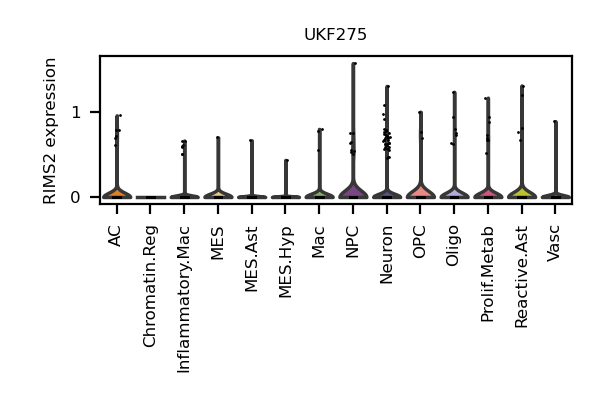 UKF275
RIMS2 expression
1
0
AC
Chromatin.Reg
Inflammatory.Mac
MES
MES.Ast
MES.Hyp
Mac
NPC
Neuron
OPC
Oligo
Prolif.Metab
Reactive.Ast
Vasc